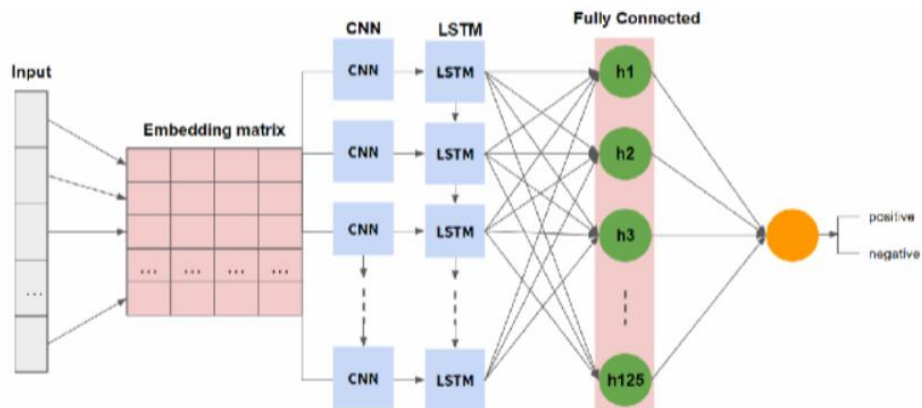 Input
Embedding matrix
CNN
LSTM
Fully Connected
CNN
LSTM
h1
CNN
LSTM
h2
CNN
LSTM
h3
...
... ... ... ...
CNN
LSTM
h125
positive
negative